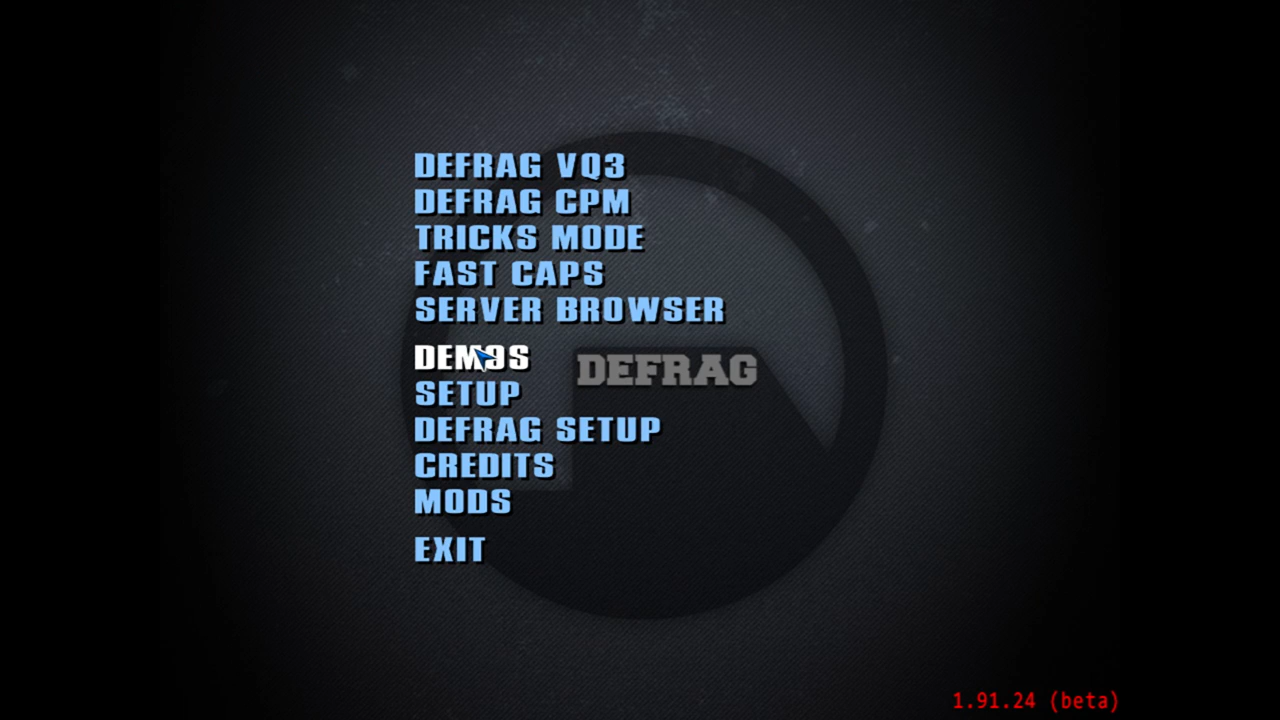 DEFRAG VQ3
DEFRAG CPM
TRICKS MODE
FAST CAPS
SERVER BROWSER
DEMOS
DEFRAG
SETUP
DEFRAG SETUP
CREDITS
MODS
EXIT
1.91.24 (beta)